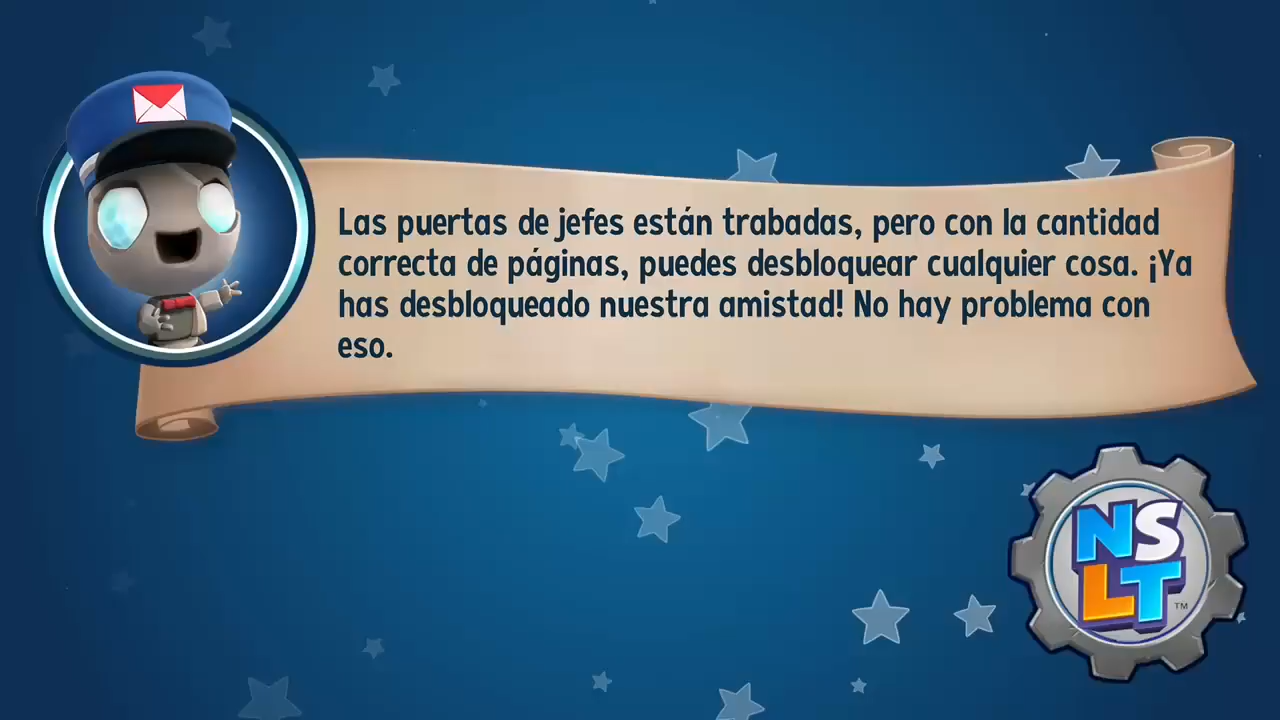 Las puertas de jefes están trabadas, pero con la cantidad
correcta de páginas, puedes desbloquear cualquier cosa. ¡Ya
has desbloqueado nuestra amistad! No hay problema con
eso.
NS
LT
TM